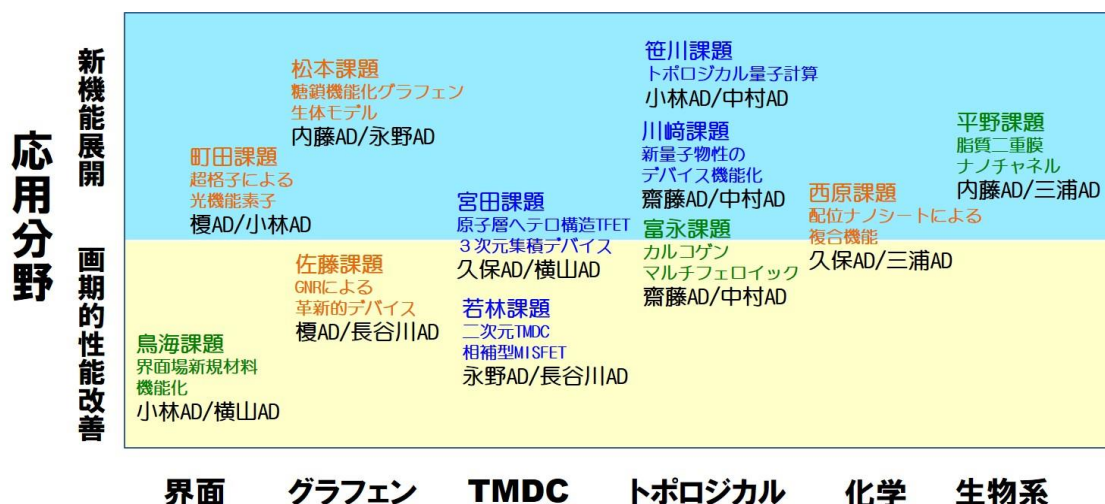 応用分野
新機能展開
画期的性能改善
松本課題
糖鎖機能化グラフェン
生体モデル
内藤AD/永野AD
町田課題
超格子による
光機能素子
榎AD/小林AD
笹川課題
トポロジカル量子計算
小林AD/中村AD
川﨑課題
新量子物性の
デバイス機能化
齋藤AD/中村AD
平野課題
脂質二重膜
ナノチャネル
内藤AD/三浦AD
宮田課題
原子層ヘテロ構造TFET
３次元集積デバイス
久保AD/横山AD
富永課題
カルコゲン
マルチフェロイック
齋藤AD/中村AD
西原課題
配位ナノシートによる
複合機能
久保AD/三浦AD
佐藤課題
GNRによる
革新的デバイス
榎AD/長谷川AD
若林課題
二次元TMDC
相補型MISFET
永野AD/長谷川AD
鳥海課題
界面場新規材料
機能化
小林AD/横山AD
界面 グラフェン TMDC トポロジカル 化学 生物系